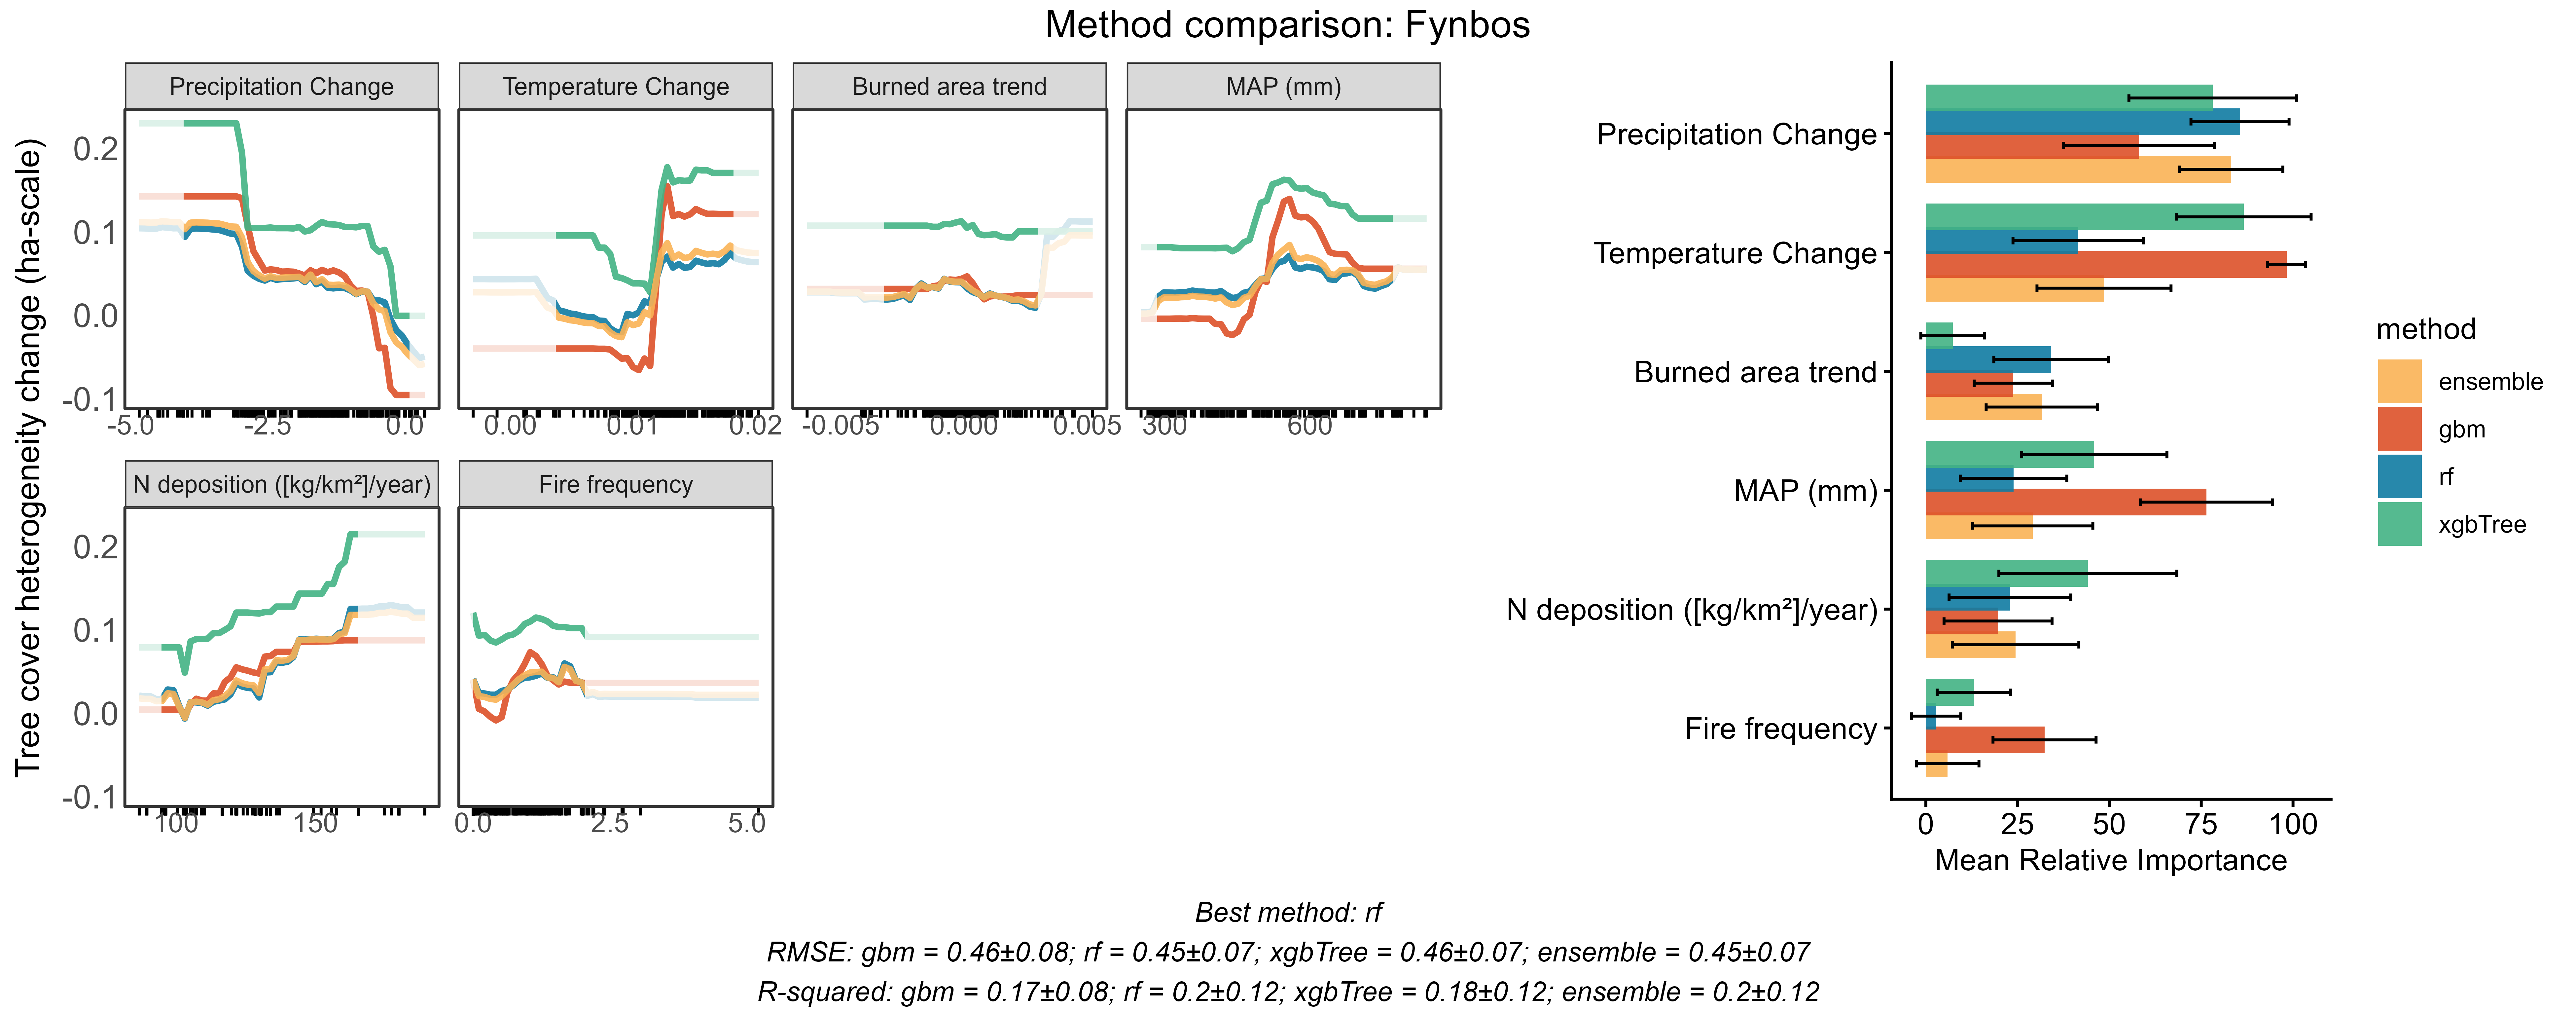 Method comparison: Fynbos
Tree cover heterogeneity change (ha-scale)
Precipitation Change
Temperature Change
Burned area trend
MAP (mm)
0.2
0.1
0.0
-0.1
-5.0 -2.5 0.0
0.00 0.01 0.02
-0.005 0.000 0.005
300 600
N deposition ([kg/km²]/year)
Fire frequency
0.2
0.1
0.0
-0.1
100 150
0.0 2.5 5.0
Precipitation Change
Temperature Change
Burned area trend
MAP (mm)
N deposition ([kg/km²]/year)
Fire frequency
0 25 50 75 100
Mean Relative Importance
method
ensemble
gbm
rf
xgbTree
Best method: rf
RMSE: gbm = 0.46±0.08; rf = 0.45±0.07; xgbTree = 0.46±0.07; ensemble = 0.45±0.07
R-squared: gbm = 0.17±0.08; rf = 0.2±0.12; xgbTree = 0.18±0.12; ensemble = 0.2±0.12